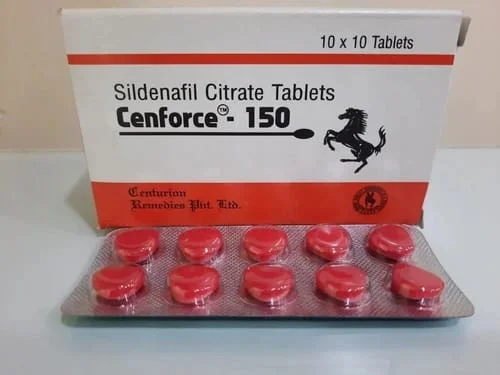 10 x 10 Tablets
Sildenafil Citrate Tablets
Cenforce™- 150
Centurion
Remedies Pvt. Ltd.